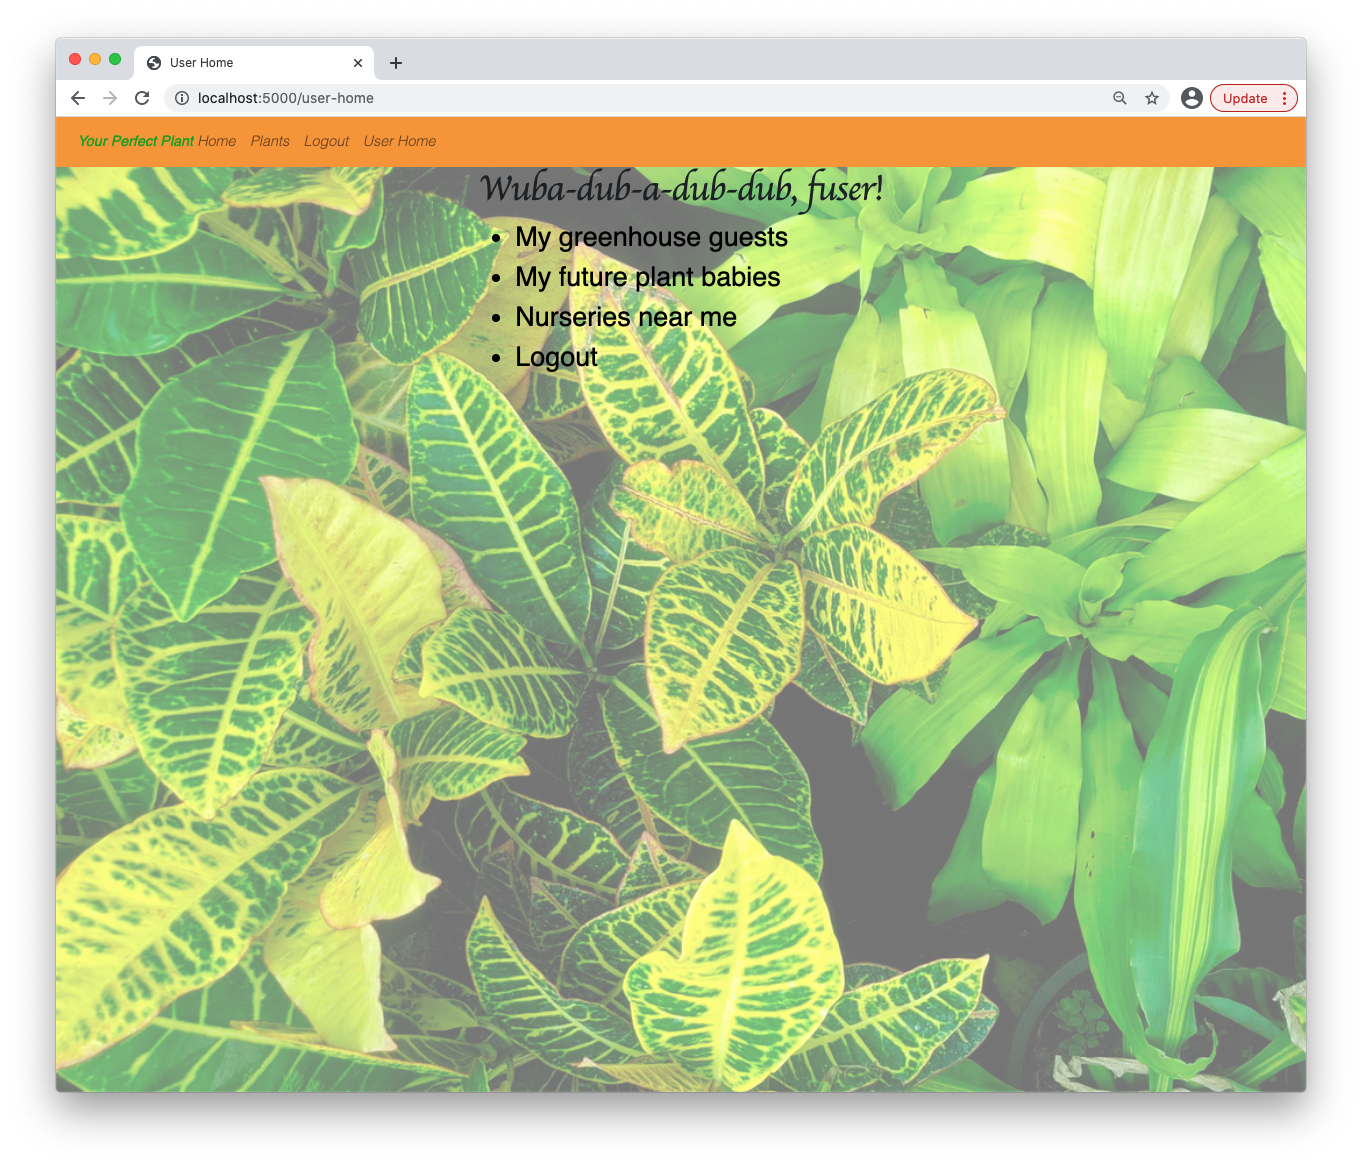 User Home
localhost:5000/user-home
Update
Your Perfect Plant Home Plants Logout User Home
Wuba-dub-a-dub-dub, fuser!
My greenhouse guests
My future plant babies
Nurseries near me
Logout